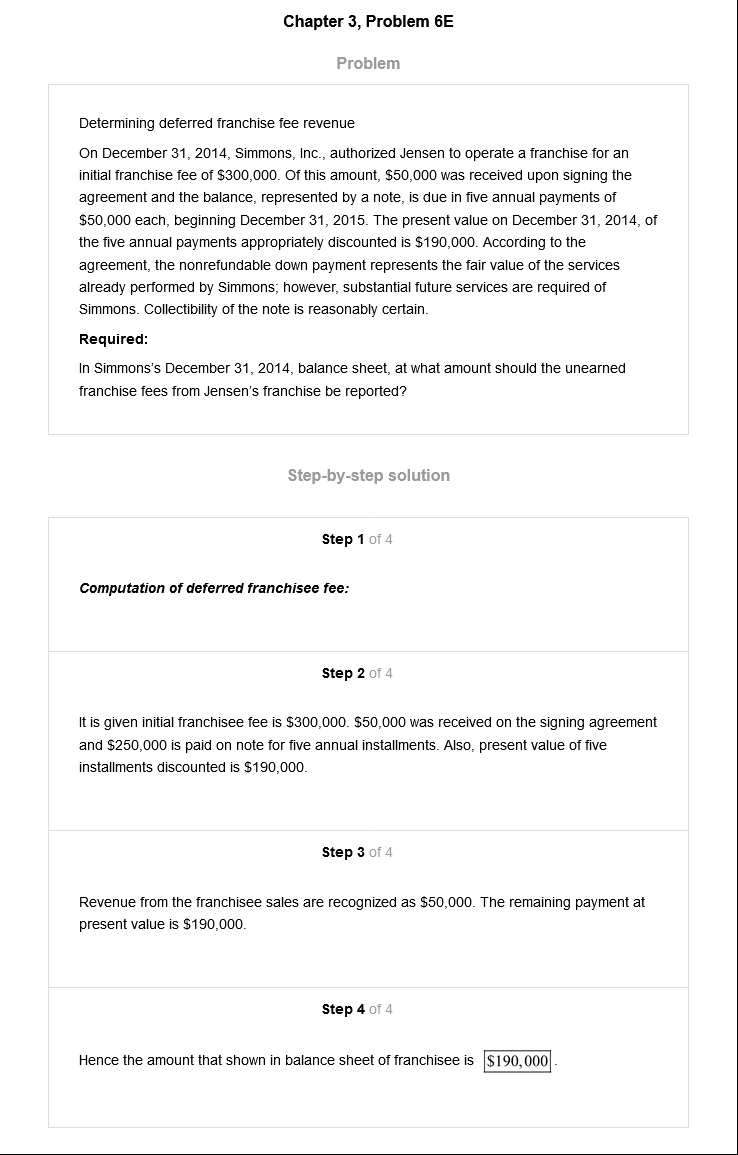 Chapter 3, Problem 6E
Problem
Determining deferred franchise fee revenue
On December 31, 2014, Simmons, Inc., authorized Jensen to operate a franchise for an
initial franchise fee of $300,000. Of this amount, $50,000 was received upon signing the
agreement and the balance, represented by a note, is due in five annual payments of
$50,000 each, beginning December 31, 2015. The present value on December 31, 2014, of
the five annual payments appropriately discounted is $190,000. According to the
agreement, the nonrefundable down payment represents the fair value of the services
already performed by Simmons; however, substantial future services are required of
Simmons. Collectibility of the note is reasonably certain.
Required:
In Simmons's December 31, 2014, balance sheet, at what amount should the unearned
franchise fees from Jensen's franchise be reported?
Step-by-step solution
Step 1 of 4
Computation of deferred franchisee fee:
Step 2 of 4
It is given initial franchisee fee is $300,000. $50,000 was received on the signing agreement
and $250,000 is paid on note for five annual installments. Also, present value of five
installments discounted is $190,000.
Step 3 of 4
Revenue from the franchisee sales are recognized as $50,000. The remaining payment at
present value is $190,000.
Step 4 of 4
Hence the amount that shown in balance sheet of franchisee is $190,000.